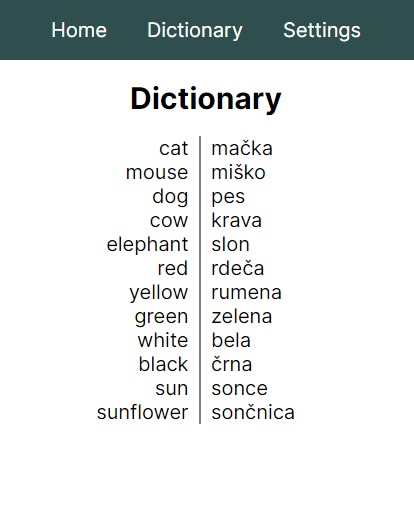 Home Dictionary Settings
Dictionary
cat mačka
mouse miško
dog pes
cow krava
elephant slon
red rdeča
yellow rumena
green zelena
white bela
black črna
sun sonce
sunflower sončnica